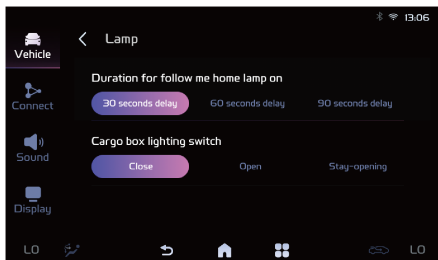 13:06
Vehicle
Lamp
Duration for follow me home lamp on
30 seconds delay 60 seconds delay 90 seconds delay
Connect
Cargo box lighting switch
Close Open Stay-opening
Sound
Display
LO LO